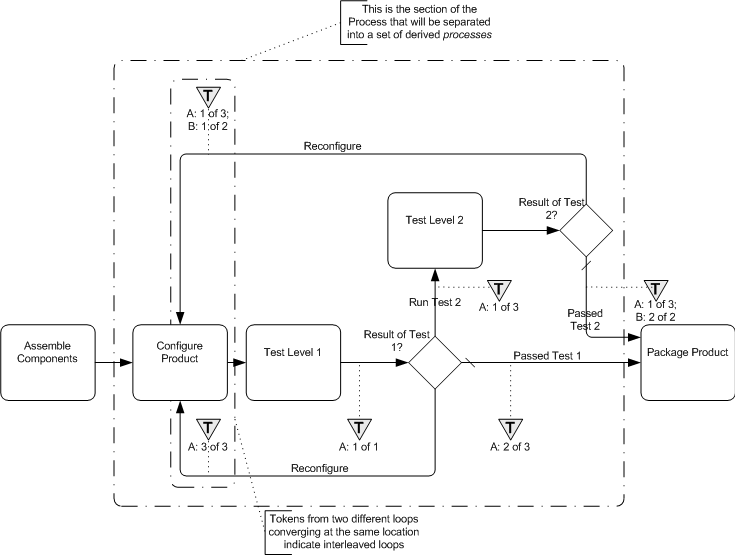 This is the section of the
Process that will be separated
into a set of derived processes
T
A: 1 of 3;
B: 1 of 2
Reconfigure
Test Level 2
Result of Test
2?
T
A: 1 of 3
Run Test 2
T
A: 1 of 3;
B: 2 of 2
Passed
Test 2
Assemble
Components
Configure
Product
Test Level 1
Result of Test
1?
Passed Test 1
Package Product
T
A: 3 of 3
T
A: 1 of 1
T
A: 2 of 3
Reconfigure
Tokens from two different loops
converging at the same location
indicate interleaved loops